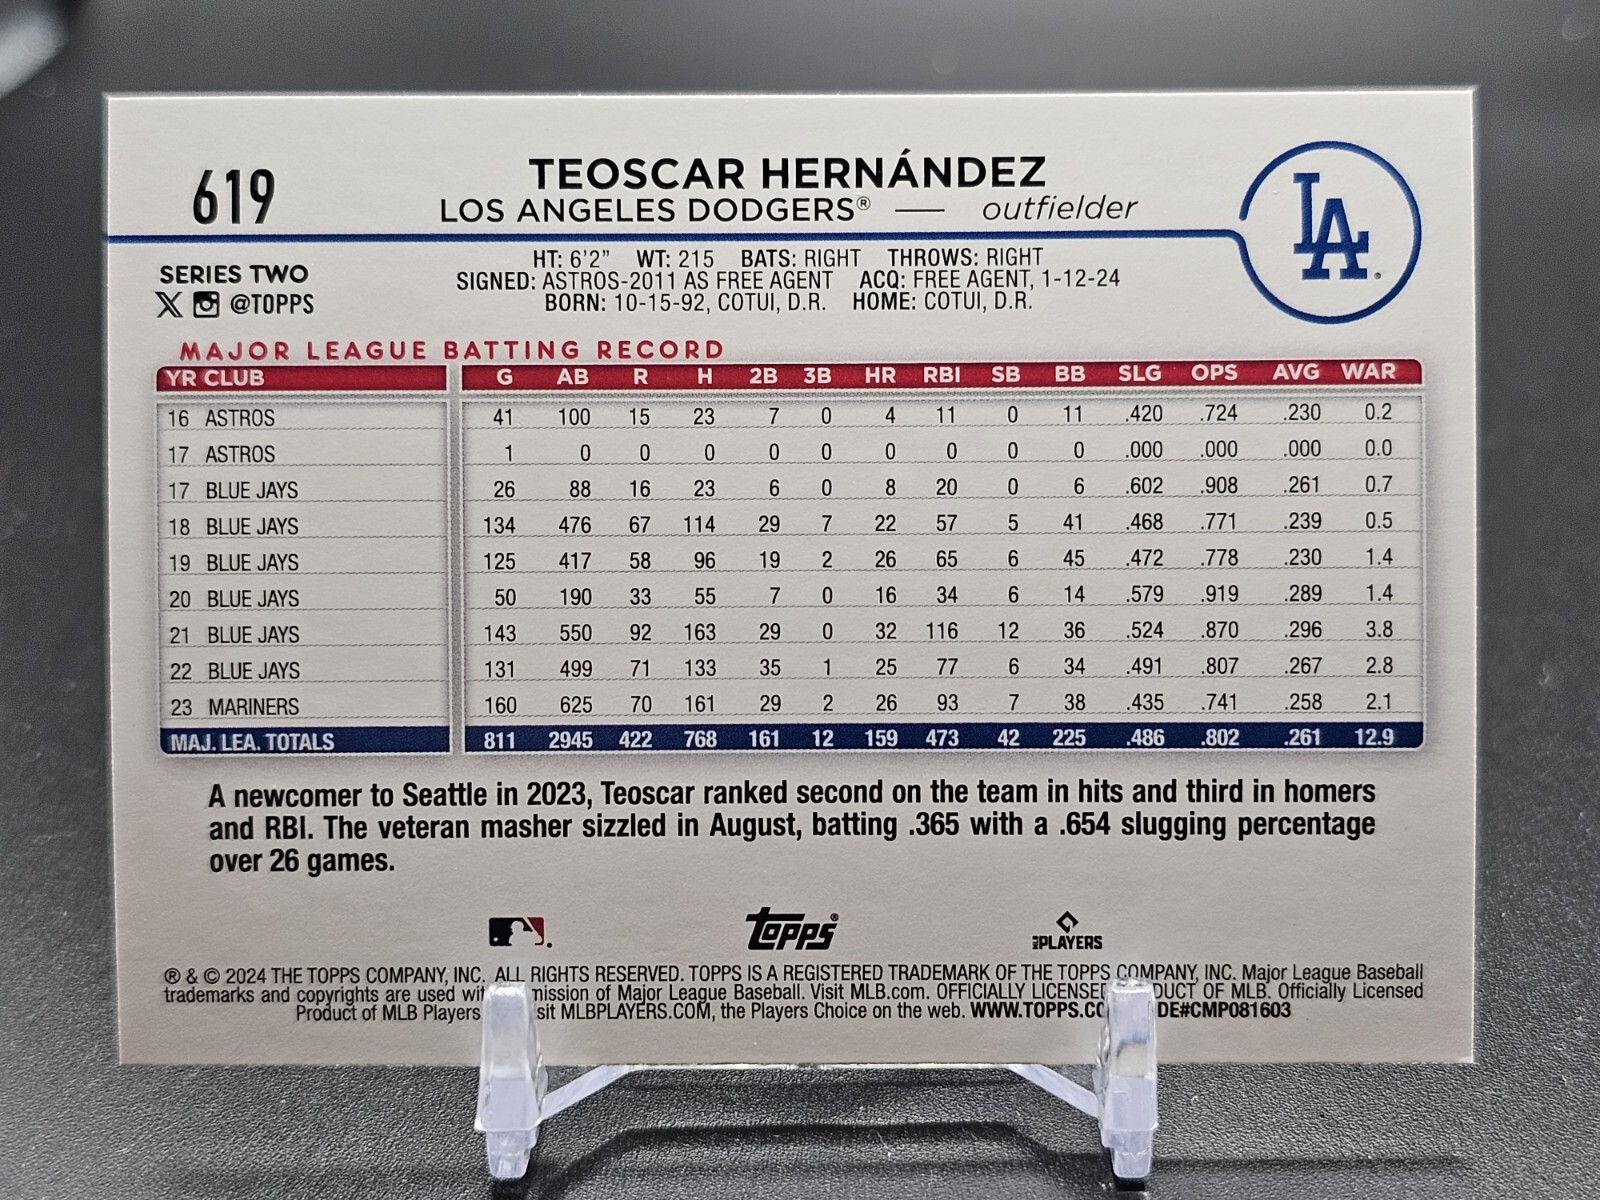 619
TEOSCAR HERNÁNDEZ
LOS ANGELES DODGERS® — outfielder
LA
SERIES TWO
@TOPPS
HT: 6'2" WT: 215 BATS: RIGHT THROWS: RIGHT
SIGNED: ASTROS-2011 AS FREE AGENT ACQ: FREE AGENT, 1-12-24
BORN: 10-15-92, COTUI, D.R. HOME: COTUI, D.R.
MAJOR LEAGUE BATTING RECORD
YR CLUB G AB R H 2B 3B HR RBI SB BB SLG OPS AVG WAR
16 ASTROS 41 100 15 23 7 0 4 11 0 11 .420 .724 .230 0.2
17 ASTROS 1 0 0 0 0 0 0 0 0 0 .000 .000 .000 0.0
17 BLUE JAYS 26 88 16 23 6 0 8 20 0 6 .602 .908 .261 0.7
18 BLUE JAYS 134 476 67 114 29 7 22 57 5 41 .468 .771 .239 0.5
19 BLUE JAYS 125 417 58 96 19 2 26 65 6 45 .472 .778 .230 1.4
20 BLUE JAYS 50 190 33 55 7 0 16 34 6 14 .579 .919 .289 1.4
21 BLUE JAYS 143 550 92 163 29 0 32 116 12 36 .524 .870 .296 3.8
22 BLUE JAYS 131 499 71 133 35 1 25 77 6 34 .491 .807 .267 2.8
23 MARINERS 160 625 70 161 29 2 26 93 7 38 .435 .741 .258 2.1
MAJ. LEA. TOTALS 811 2945 422 768 161 12 159 473 42 225 .486 .802 .261 12.9
A newcomer to Seattle in 2023, Teoscar ranked second on the team in hits and third in homers
and RBI. The veteran masher sizzled in August, batting .365 with a .654 slugging percentage
over 26 games.
Topps®
MLB PLAYERS
® & © 2024 THE TOPPS COMPANY, INC. ALL RIGHTS RESERVED. TOPPS IS A REGISTERED TRADEMARK OF THE TOPPS COMPANY, INC. Major League Baseball
trademarks and copyrights are used mission of Major League Baseball. Visit MLB.com. OFFICIALLY LICENSED DUCT OF MLB. Officially Licensed
Product of MLB Players sit MLBPLAYERS.COM, the Players Choice on the web. WWW.TOPPS.CO DE#CMP081603